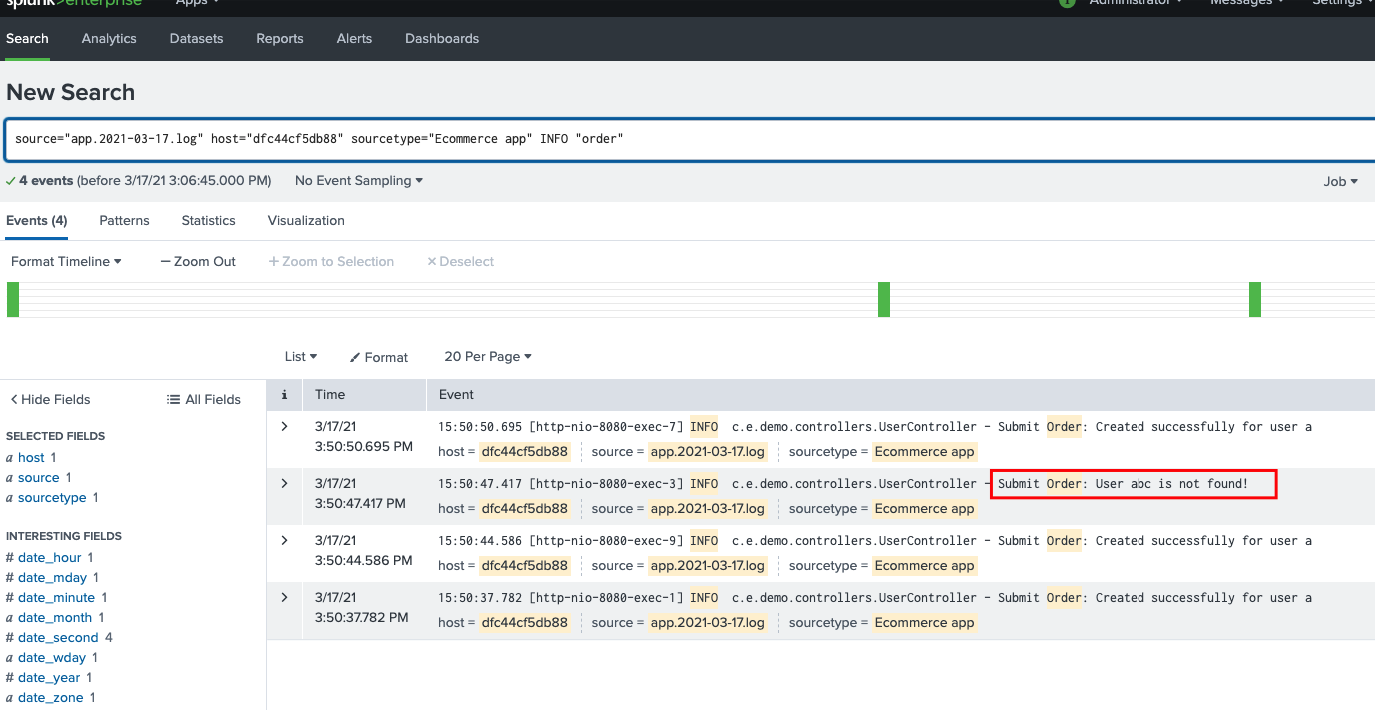 splunk>enterprise Apps Administrator Messages Settings
Search Analytics Datasets Reports Alerts Dashboards
New Search
source="app.2021-03-17.log" host="dfc44cf5db88" sourcetype="Ecommerce app" INFO "order"
4 events (before 3/17/21 3:06:45.000 PM) No Event Sampling Job
Events (4) Patterns Statistics Visualization
Format Timeline — Zoom Out + Zoom to Selection × Deselect
List Format 20 Per Page
Hide Fields All Fields
SELECTED FIELDS
a host 1
a source 1
a sourcetype 1
INTERESTING FIELDS
# date_hour 1
# date_mday 1
# date_minute 1
a date_month 1
# date_second 4
a date_wday 1
# date_year 1
a date_zone 1
i Time Event
3/17/21
3:50:50.695 PM
15:50:50.695 [http-nio-8080-exec-7] INFO c.e.demo.controllers.UserController - Submit Order: Created successfully for user a
host = dfc44cf5db88 source = app.2021-03-17.log sourcetype = Ecommerce app
3/17/21
3:50:47.417 PM
15:50:47.417 [http-nio-8080-exec-3] INFO c.e.demo.controllers.UserController - Submit Order: User abc is not found!
host = dfc44cf5db88 source = app.2021-03-17.log sourcetype = Ecommerce app
3/17/21
3:50:44.586 PM
15:50:44.586 [http-nio-8080-exec-9] INFO c.e.demo.controllers.UserController - Submit Order: Created successfully for user a
host = dfc44cf5db88 source = app.2021-03-17.log sourcetype = Ecommerce app
3/17/21
3:50:37.782 PM
15:50:37.782 [http-nio-8080-exec-1] INFO c.e.demo.controllers.UserController - Submit Order: Created successfully for user a
host = dfc44cf5db88 source = app.2021-03-17.log sourcetype = Ecommerce app